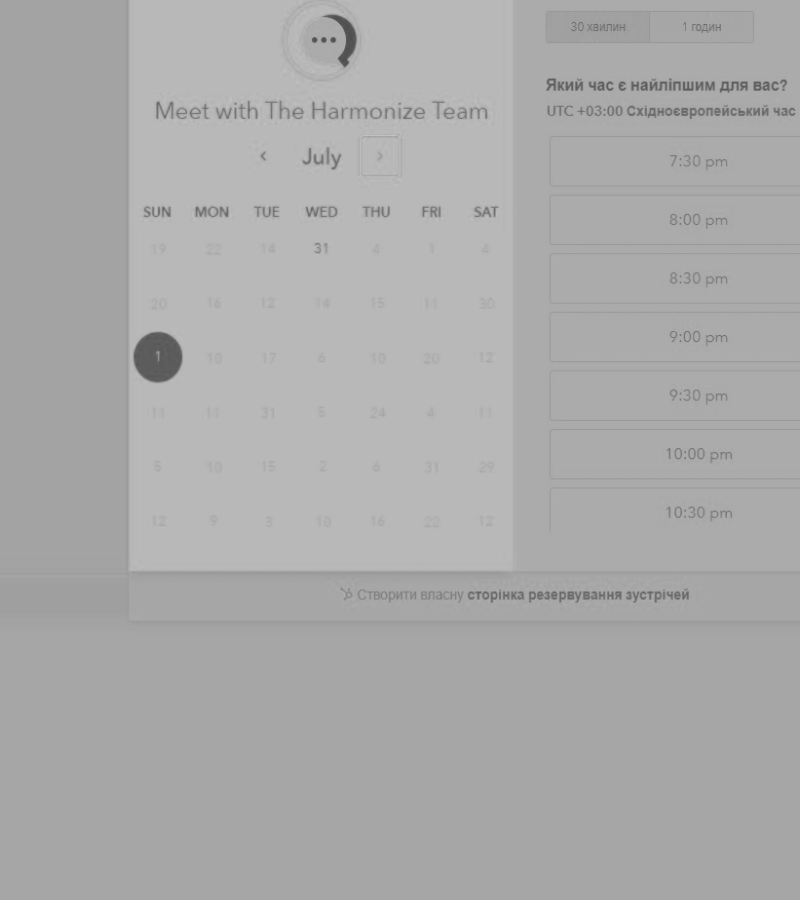 Meet with The Harmonize Team
July
SUN MON TUE WED THU FRI SAT
19 22 14 31 4 1 4
20 16 12 14 15 11 30
1 10 17 6 10 20 12
11 11 31 5 24 4 11
5 10 15 2 6 31 29
12 9 3 10 16 22 12
30 хвилин
1 годин
Який час є найліпшим для вас?
UTC +03:00 Східноєвропейський час
7:30 pm
8:00 pm
8:30 pm
9:00 pm
9:30 pm
10:00 pm
10:30 pm
Створити власну сторінка резервування зустрічей